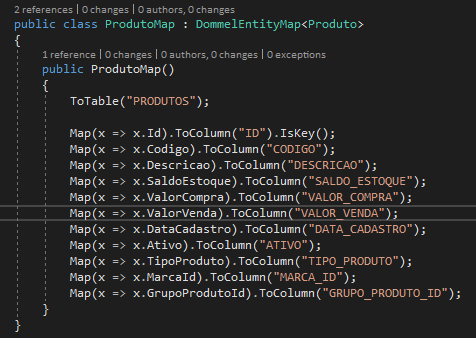 2 references | 0 changes | 0 authors, 0 changes
public class ProdutoMap : DommelEntityMap<Produto>
{
1 reference | 0 changes | 0 authors, 0 changes | 0 exceptions
public ProdutoMap()
{
ToTable("PRODUTOS");
Map(x => x.Id).ToColumn("ID").IsKey();
Map(x => x.Codigo).ToColumn("CODIGO");
Map(x => x.Descricao).ToColumn("DESCRICAO");
Map(x => x.SaldoEstoque).ToColumn("SALDO_ESTOQUE");
Map(x => x.ValorCompra).ToColumn("VALOR_COMPRA");
Map(x => x.ValorVenda).ToColumn("VALOR_VENDA");
Map(x => x.DataCadastro).ToColumn("DATA_CADASTRO");
Map(x => x.Ativo).ToColumn("ATIVO");
Map(x => x.TipoProduto).ToColumn("TIPO_PRODUTO");
Map(x => x.MarcaId).ToColumn("MARCA_ID");
Map(x => x.GrupoProdutoId).ToColumn("GRUPO_PRODUTO_ID");
}
}